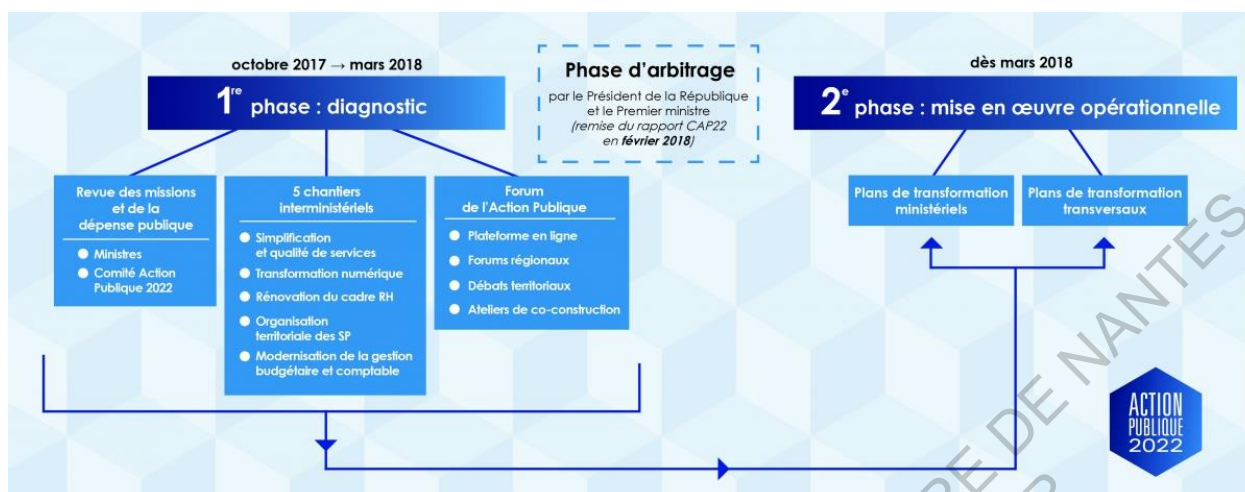 octobre 2017 → mars 2018
1re phase : diagnostic
Revue des missions
et de la
dépense publique
Ministres
Comité Action
Publique 2022
5 chantiers
interministériels
Simplification
et qualité de services
Transformation numérique
Rénovation du cadre RH
Organisation
territoriale des SP
Modernisation de la gestion
budgétaire et comptable
Forum
de l'Action Publique
Plateforme en ligne
Forums régionaux
Débats territoriaux
Ateliers de co-construction
Phase d'arbitrage
par le Président de la République
et le Premier ministre
(remise du rapport CAP22
en février 2018)
dès mars 2018
2e phase : mise en œuvre opérationnelle
Plans de transformation
ministériels
Plans de transformation
transversaux
ACTION
PUBLIQUE
2022
DE NANTES